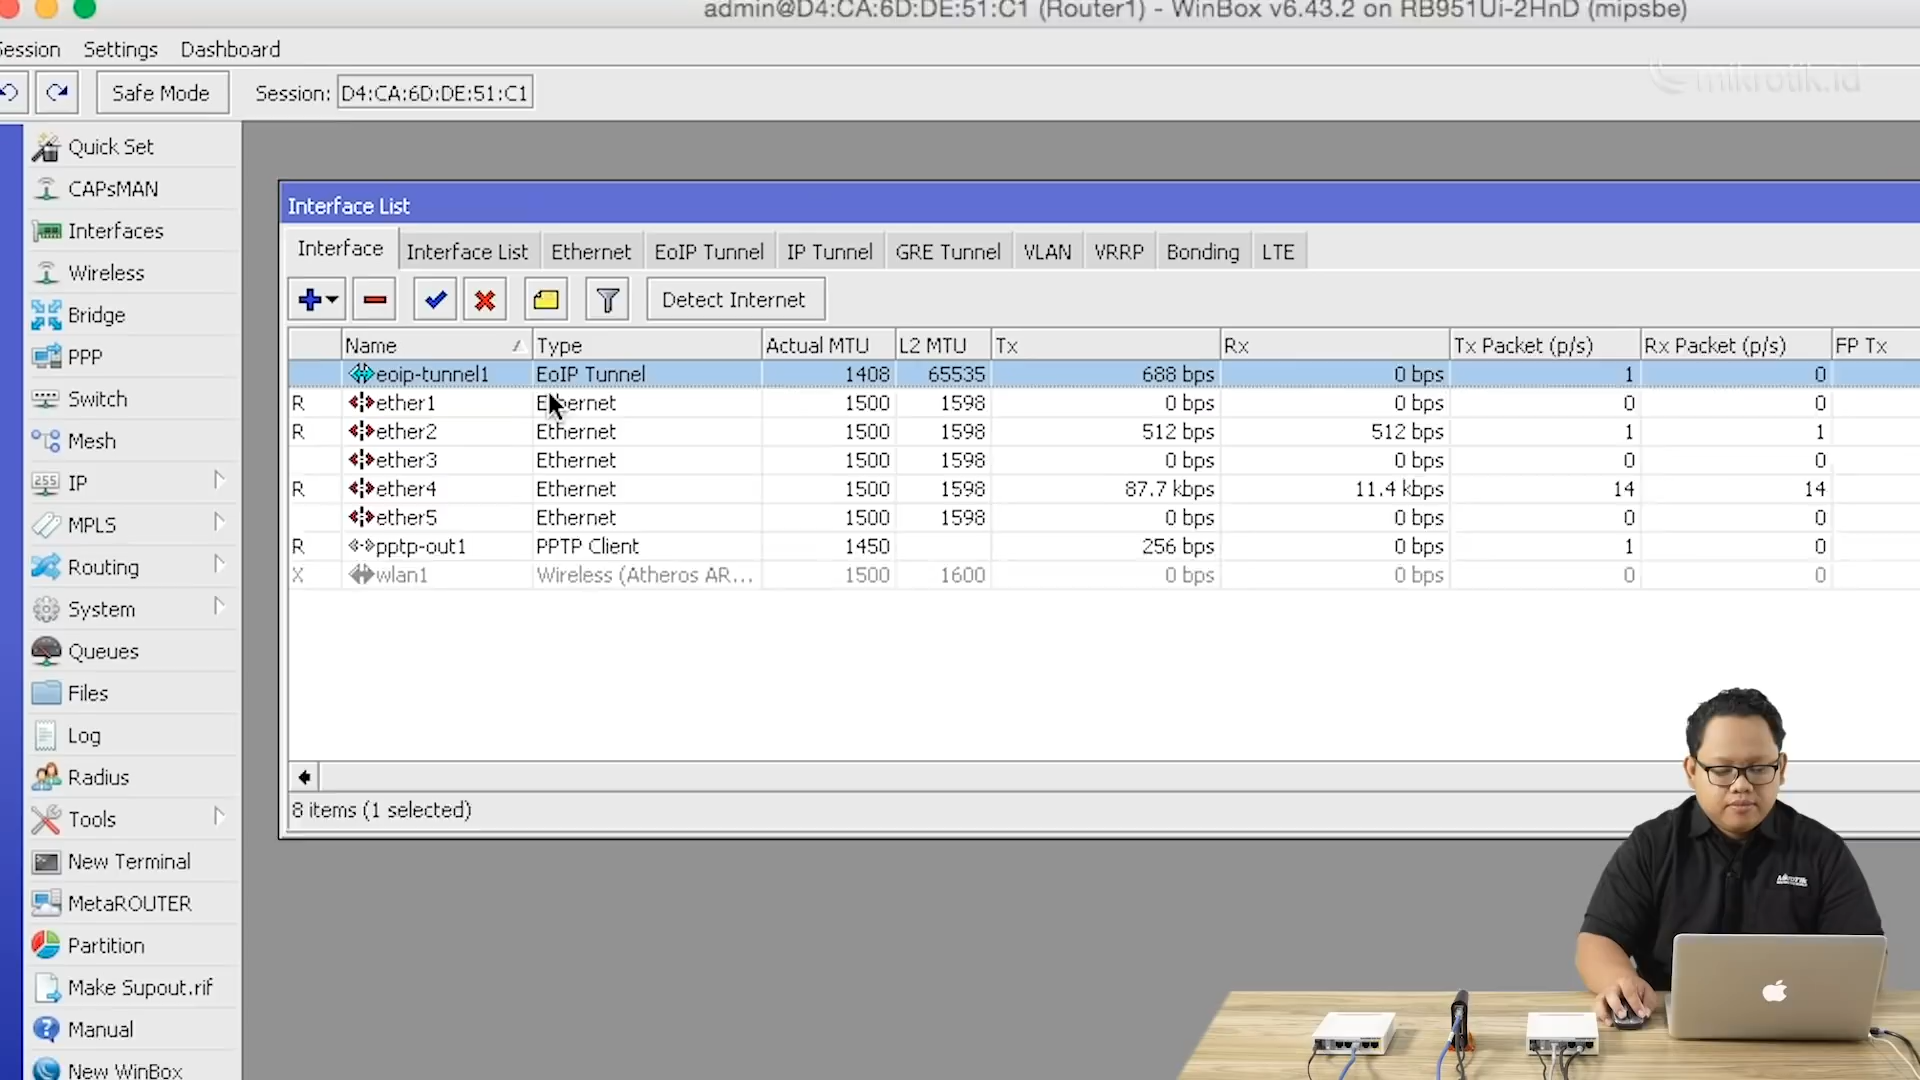 admin@D4:CA:6D:DE:51:C1 (Router1) - WinBox v6.43.2 on RB951Ui-2HnD (mipsbe)
Session Settings Dashboard
Safe Mode Session: D4:CA:6D:DE:51:C1
mikrotik.id
Quick Set
CAPsMAN
Interfaces
Wireless
Bridge
PPP
Switch
Mesh
255 IP
MPLS
Routing
System
Queues
Files
Log
Radius
Tools
New Terminal
MetaROUTER
Partition
Make Supout.rif
Manual
New WinBox
Interface List
Interface Interface List Ethernet EoIP Tunnel IP Tunnel GRE Tunnel VLAN VRRP Bonding LTE
Detect Internet
Name Type Actual MTU L2 MTU Tx Rx Tx Packet (p/s) Rx Packet (p/s) FP Tx
eoip-tunnel1 EoIP Tunnel 1408 65535 688 bps 0 bps 1 0
R ether1 Ethernet 1500 1598 0 bps 0 bps 0 0
R ether2 Ethernet 1500 1598 512 bps 512 bps 1 1
ether3 Ethernet 1500 1598 0 bps 0 bps 0 0
R ether4 Ethernet 1500 1598 87.7 kbps 11.4 kbps 14 14
ether5 Ethernet 1500 1598 0 bps 0 bps 0 0
R pptp-out1 PPTP Client 1450 256 bps 0 bps 1 0
X wlan1 Wireless (Atheros AR... 1500 1600 0 bps 0 bps 0 0
8 items (1 selected)
MikroTik